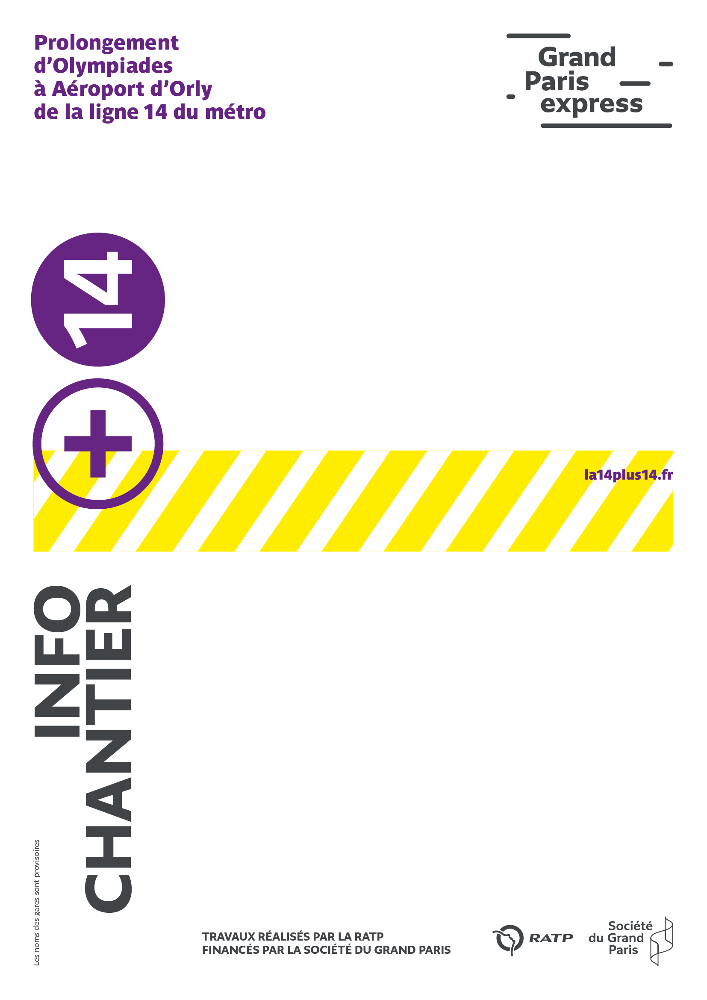 Prolongement
d’Olympiades
à Aéroport d’Orly
de la ligne 14 du métro
Grand
Paris
express
14
+
la14plus14.fr
INFO
CHANTIER
Les noms des gares sont provisoires
TRAVAUX RÉALISÉS PAR LA RATP
FINANCÉS PAR LA SOCIÉTÉ DU GRAND PARIS
RATP
Société
du Grand
Paris